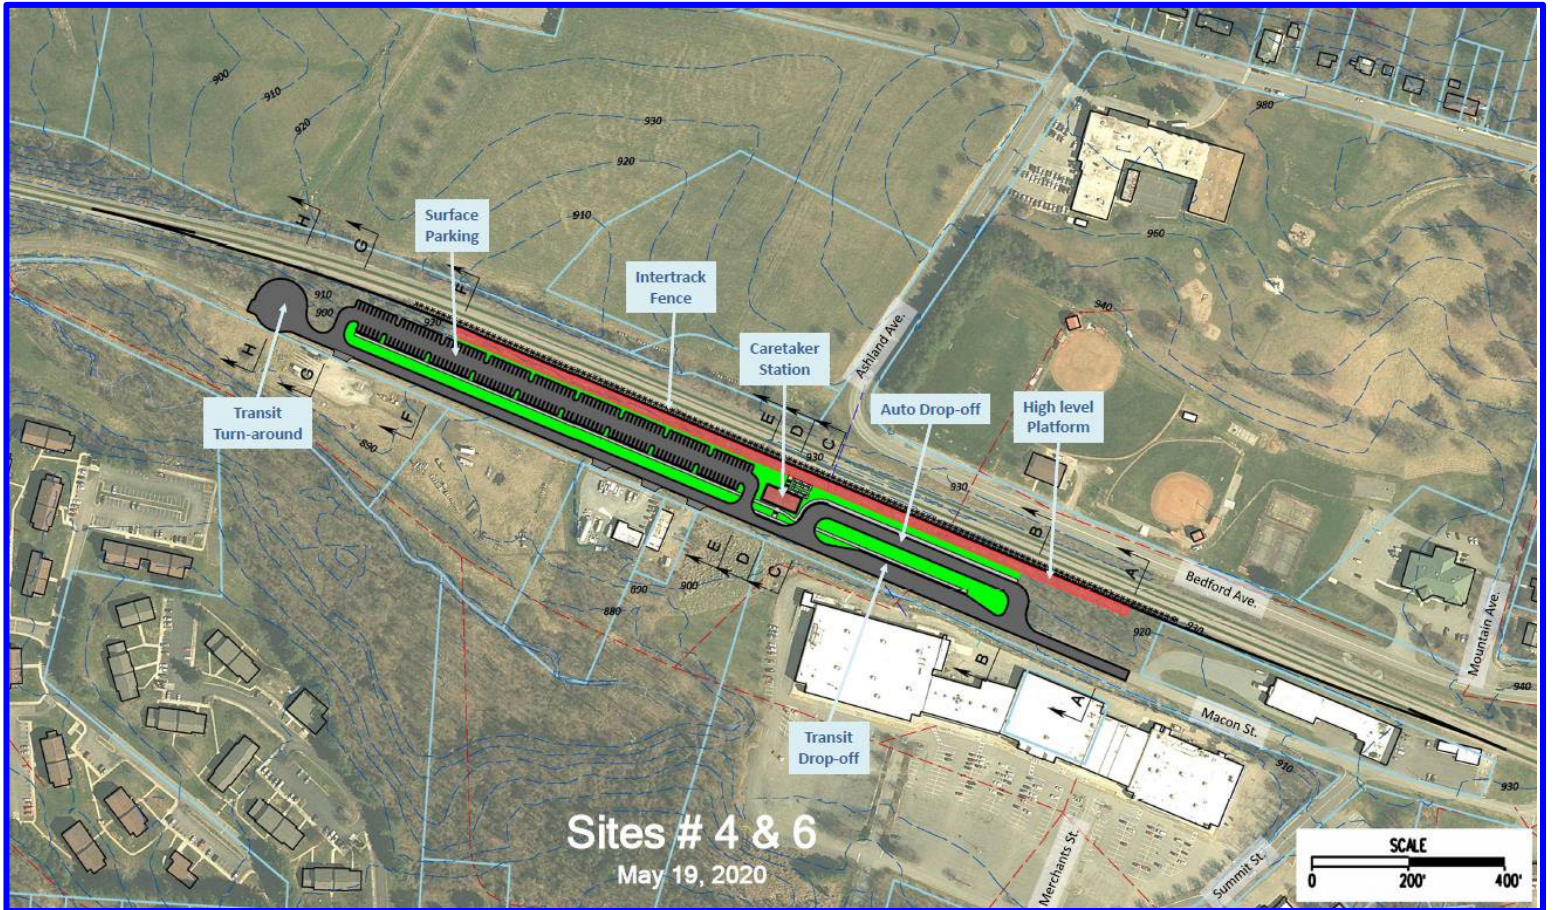 900
910
920
930
920
910
980
960
940
H
G
F
Surface
Parking
Intertrack
Fence
Ashland Ave.
Caretaker
Station
Auto Drop-off
High level
Platform
910
900
930
H
G
F
890
Transit
Turn-around
E
D
C
930
930
B
A
Bedford Ave.
Mountain Ave.
E
D
C
890
900
880
930
920
B
A
Macon St.
940
910
930
Transit
Drop-off
Sites # 4 & 6
May 19, 2020
Merchants St.
Summit St.
SCALE
0 200' 400'